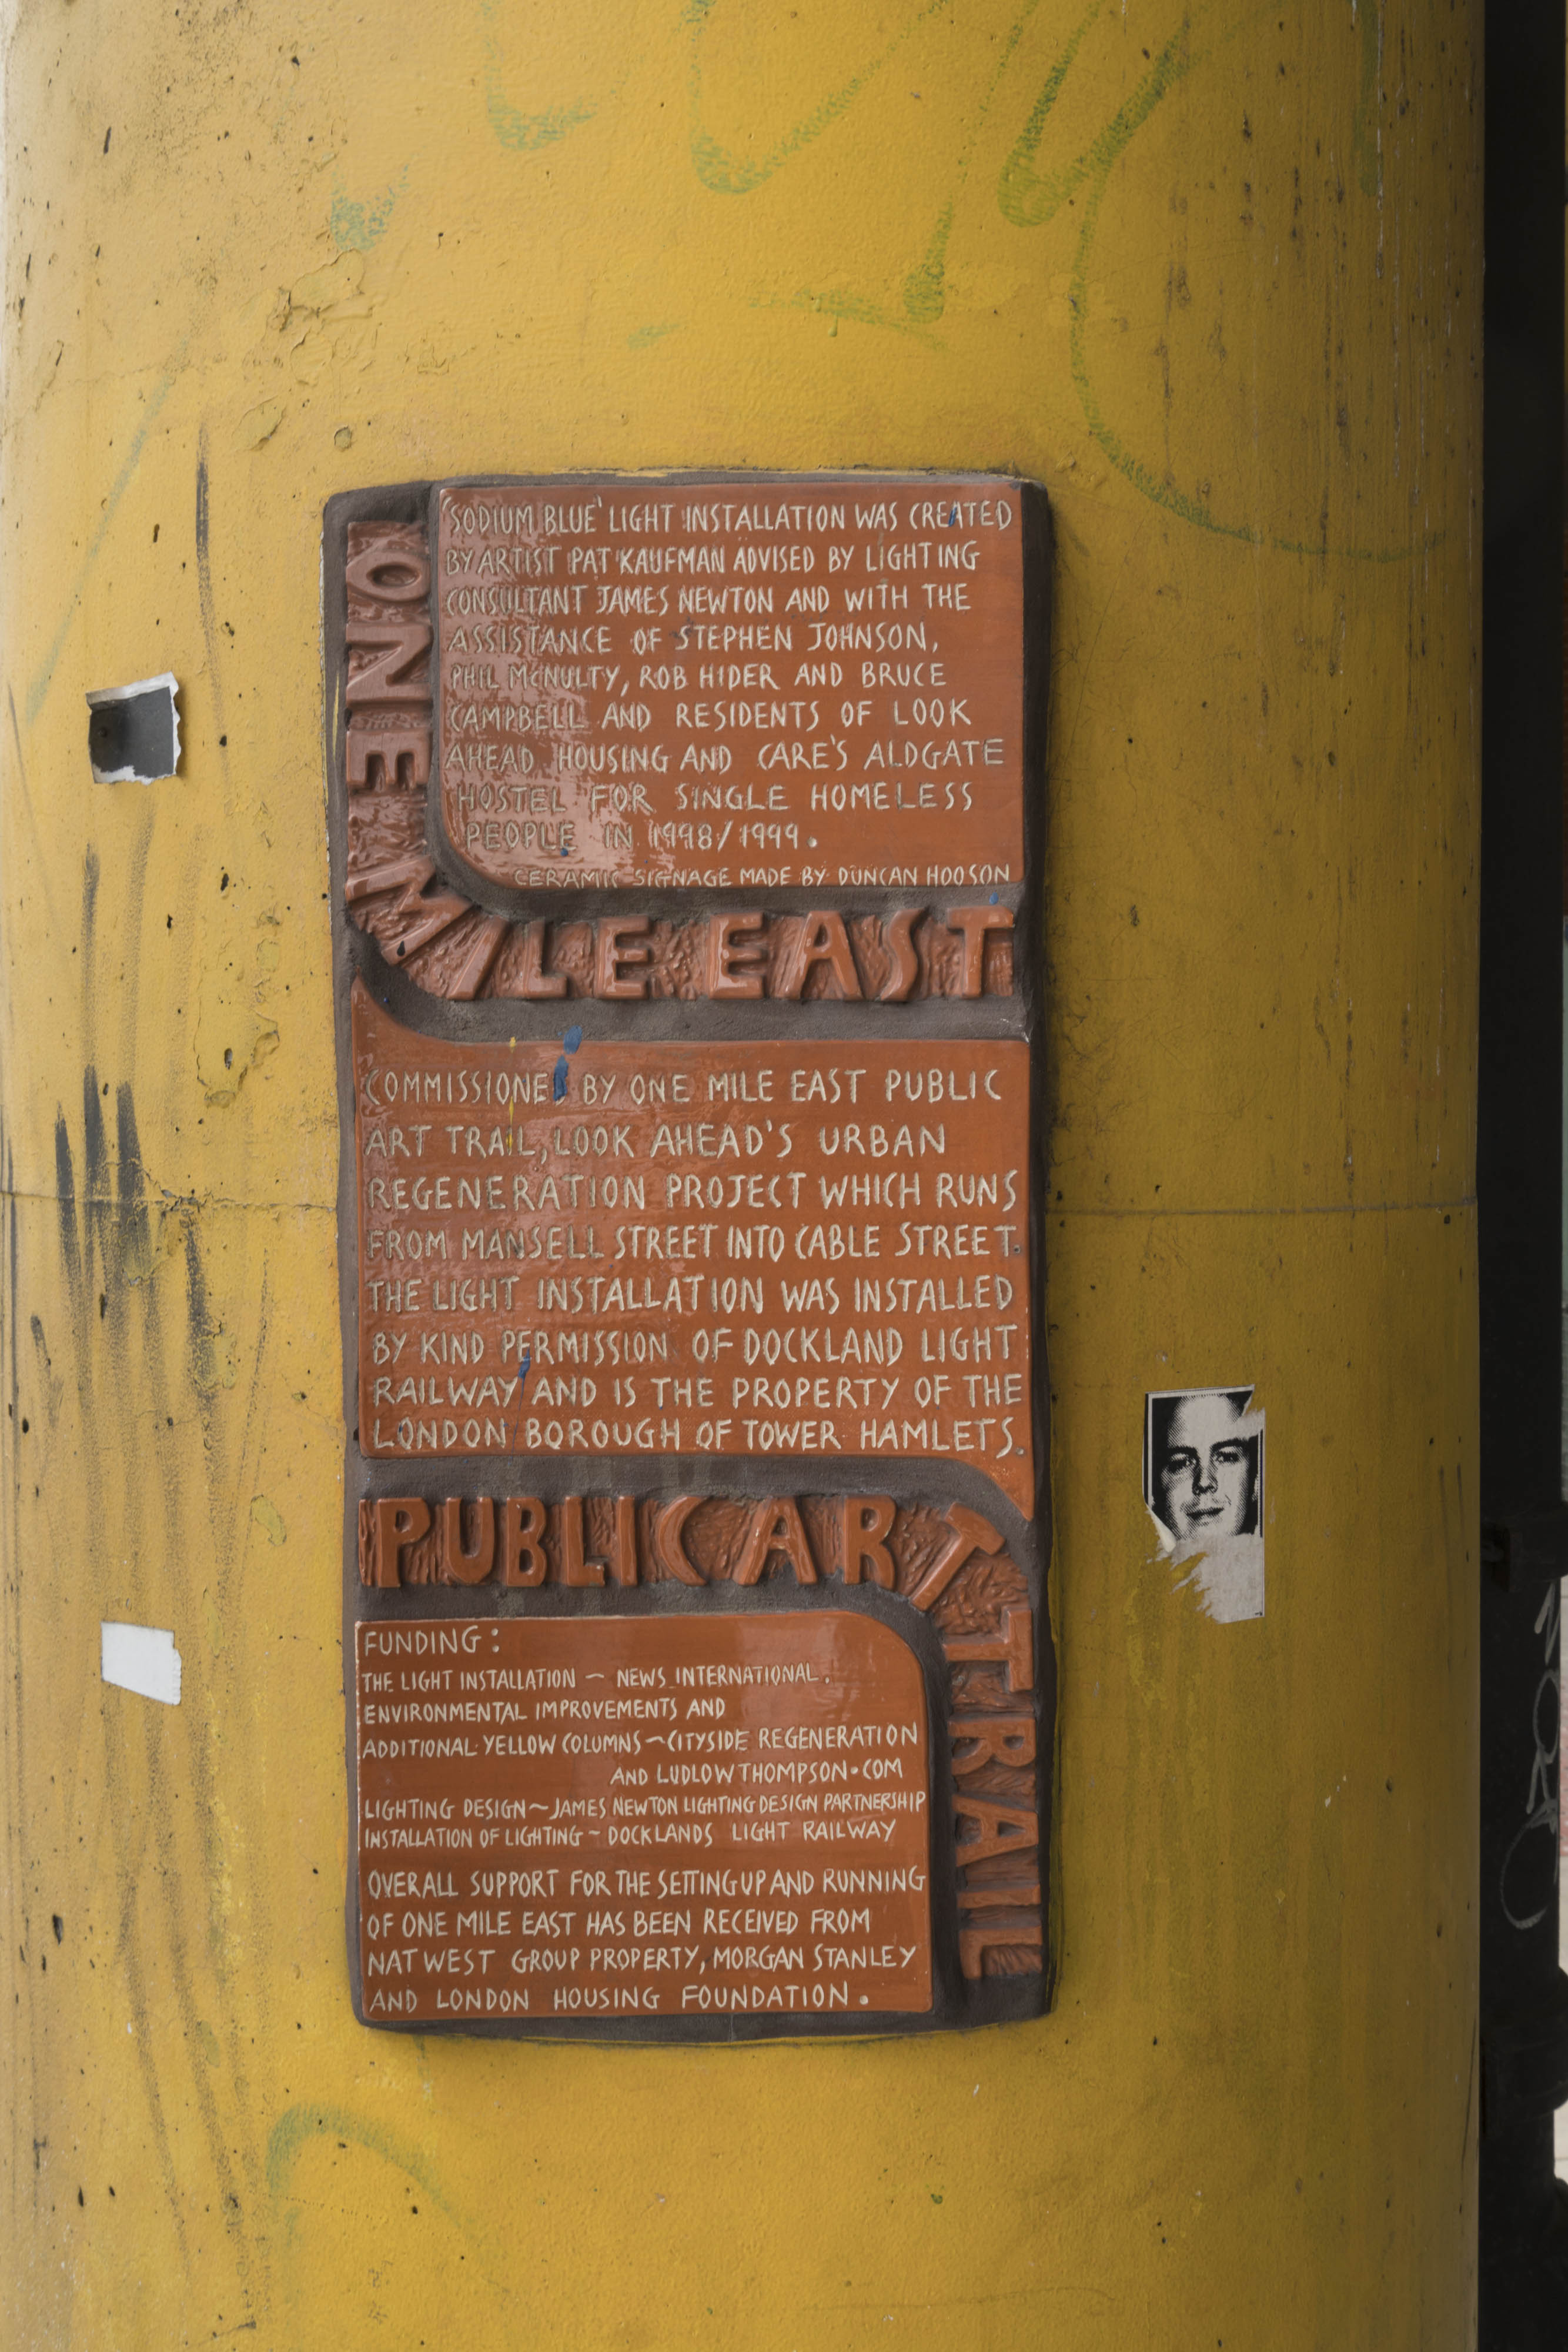 'SODIUM BLUE' LIGHT INSTALLATION WAS CREATED
BY ARTIST PAT KAUFMAN ADVISED BY LIGHTING
CONSULTANT JAMES NEWTON AND WITH THE
ASSISTANCE OF STEPHEN JOHNSON,
PHIL MCNULTY, ROB HIDER AND BRUCE
CAMPBELL AND RESIDENTS OF LOOK
AHEAD HOUSING AND CARE'S ALDGATE
HOSTEL FOR SINGLE HOMELESS
PEOPLE IN 1998/1999.
CERAMIC SIGNAGE MADE BY DUNCAN HOOSON
ONE MILE EAST
COMMISSIONED BY ONE MILE EAST PUBLIC
ART TRAIL, LOOK AHEAD'S URBAN
REGENERATION PROJECT WHICH RUNS
FROM MANSELL STREET INTO CABLE STREET.
THE LIGHT INSTALLATION WAS INSTALLED
BY KIND PERMISSION OF DOCKLAND LIGHT
RAILWAY AND IS THE PROPERTY OF THE
LONDON BOROUGH OF TOWER HAMLETS.
PUBLIC ART TRAIL
FUNDING:
THE LIGHT INSTALLATION ~ NEWS INTERNATIONAL.
ENVIRONMENTAL IMPROVEMENTS AND
ADDITIONAL YELLOW COLUMNS ~ CITYSIDE REGENERATION
AND LUDLOWTHOMPSON.COM
LIGHTING DESIGN ~ JAMES NEWTON LIGHTING DESIGN PARTNERSHIP
INSTALLATION OF LIGHTING ~ DOCKLANDS LIGHT RAILWAY
OVERALL SUPPORT FOR THE SETTING UP AND RUNNING
OF ONE MILE EAST HAS BEEN RECEIVED FROM
NATWEST GROUP PROPERTY, MORGAN STANLEY
AND LONDON HOUSING FOUNDATION.